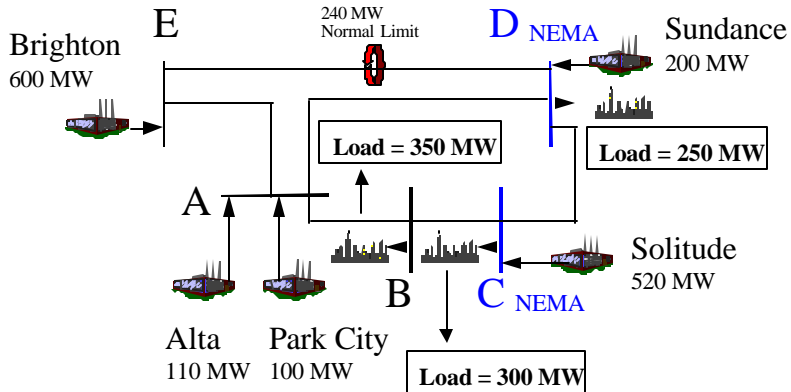 240 MW
Normal Limit
E
D NEMA
Brighton
600 MW
Sundance
200 MW
Load = 350 MW
Load = 250 MW
A
B
C NEMA
Solitude
520 MW
Alta
110 MW
Park City
100 MW
Load = 300 MW